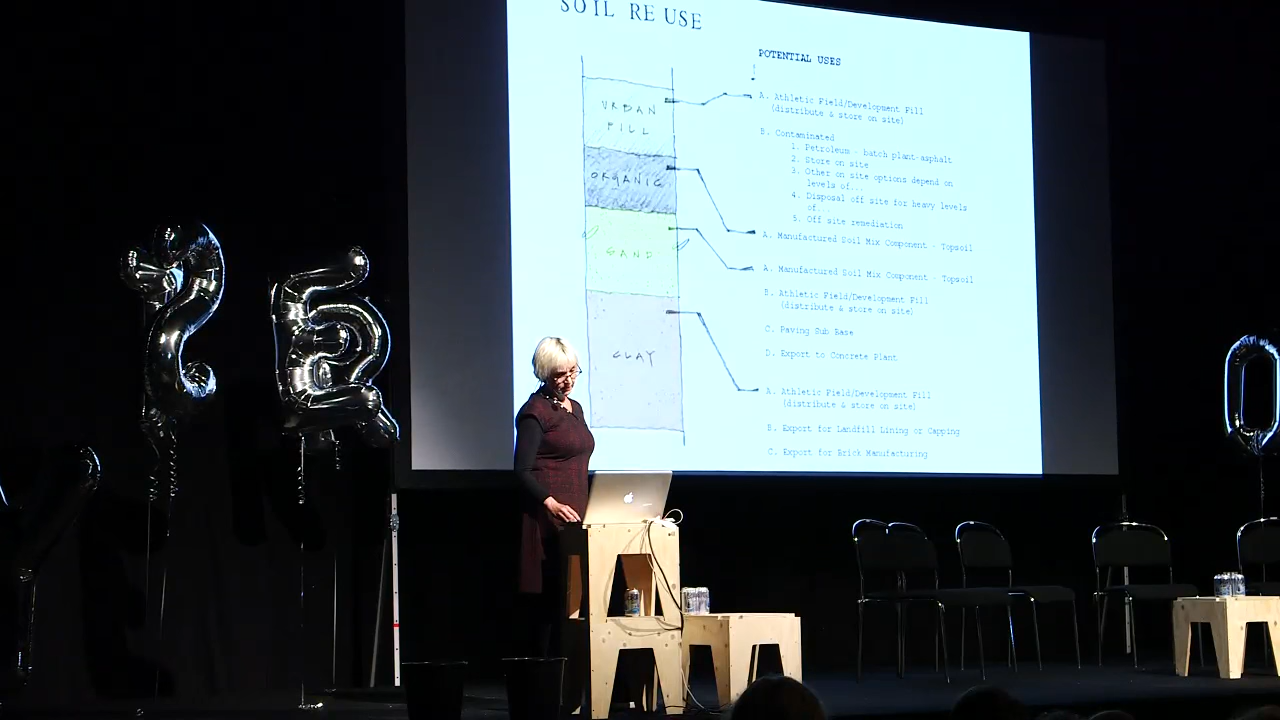 SOIL REUSE
POTENTIAL USES
URBAN
FILL
ORGANIC
SAND
CLAY
A. Athletic Field/Development Fill
(distribute & store on site)
B. Contaminated
1. Petroleum - batch plant-asphalt
2. Store on site
3. Other on site options depend on
levels of...
4. Disposal off site for heavy levels
of...
5. Off site remediation
A. Manufactured Soil Mix Component - Topsoil
A. Manufactured Soil Mix Component - Topsoil
B. Athletic Field/Development Fill
(distribute & store on site)
C. Paving Sub Base
D. Export to Concrete Plant
A. Athletic Field/Development Fill
(distribute & store on site)
B. Export for Landfill Lining or Capping
C. Export for Brick Manufacturing